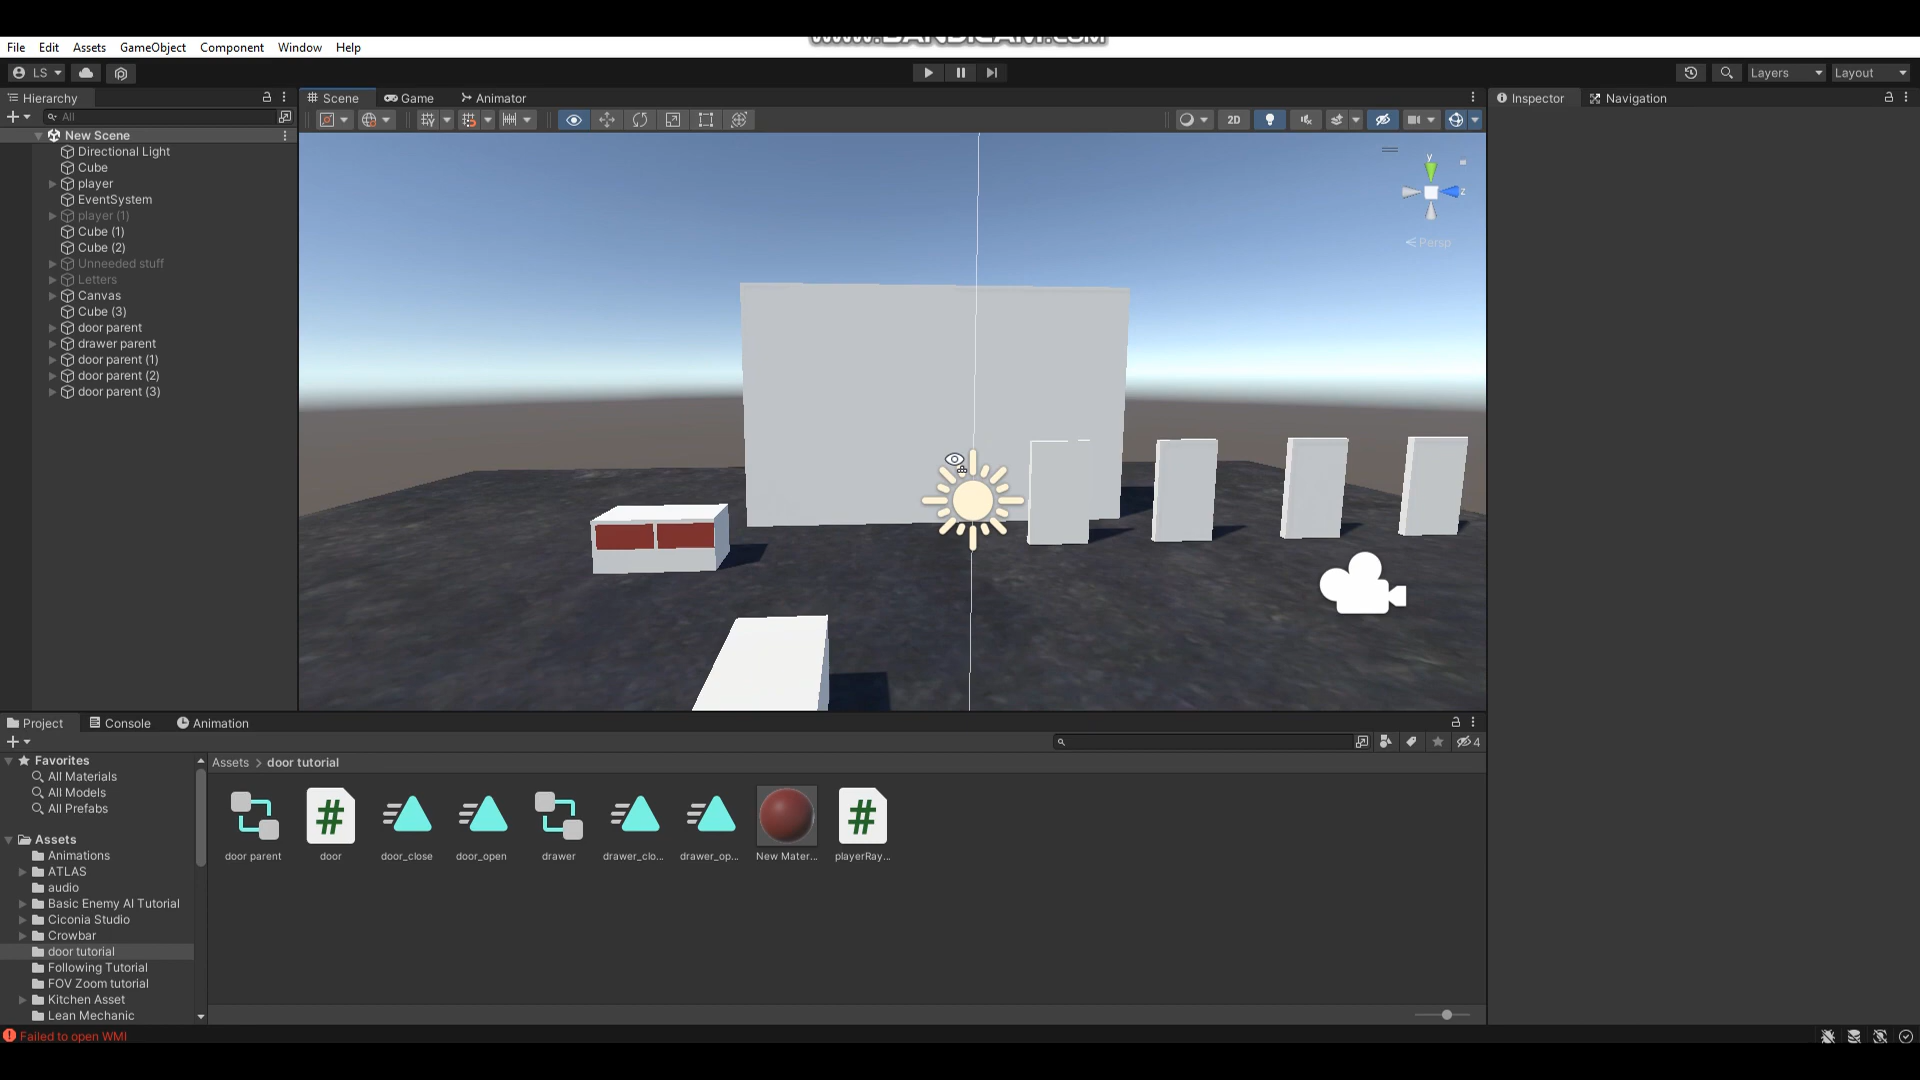 www.BANDICAM.com
File Edit Assets GameObject Component Window Help
LS Layers Layout
Hierarchy Scene Game Animator Inspector Navigation
All 2D
New Scene
Directional Light
Cube
player
EventSystem
player (1)
Cube (1)
Cube (2)
Unneeded stuff
Letters
Canvas
Cube (3)
door parent
drawer parent
door parent (1)
door parent (2)
door parent (3)
y
z
Persp
Project Console Animation
4
Favorites
All Materials
All Models
All Prefabs
Assets
Animations
ATLAS
audio
Basic Enemy AI Tutorial
Ciconia Studio
Crowbar
door tutorial
Following Tutorial
FOV Zoom tutorial
Kitchen Asset
Lean Mechanic
Assets > door tutorial
# #
door parent door door_close door_open drawer drawer_clo... drawer_op... New Mater... playerRay...
Failed to open WMI